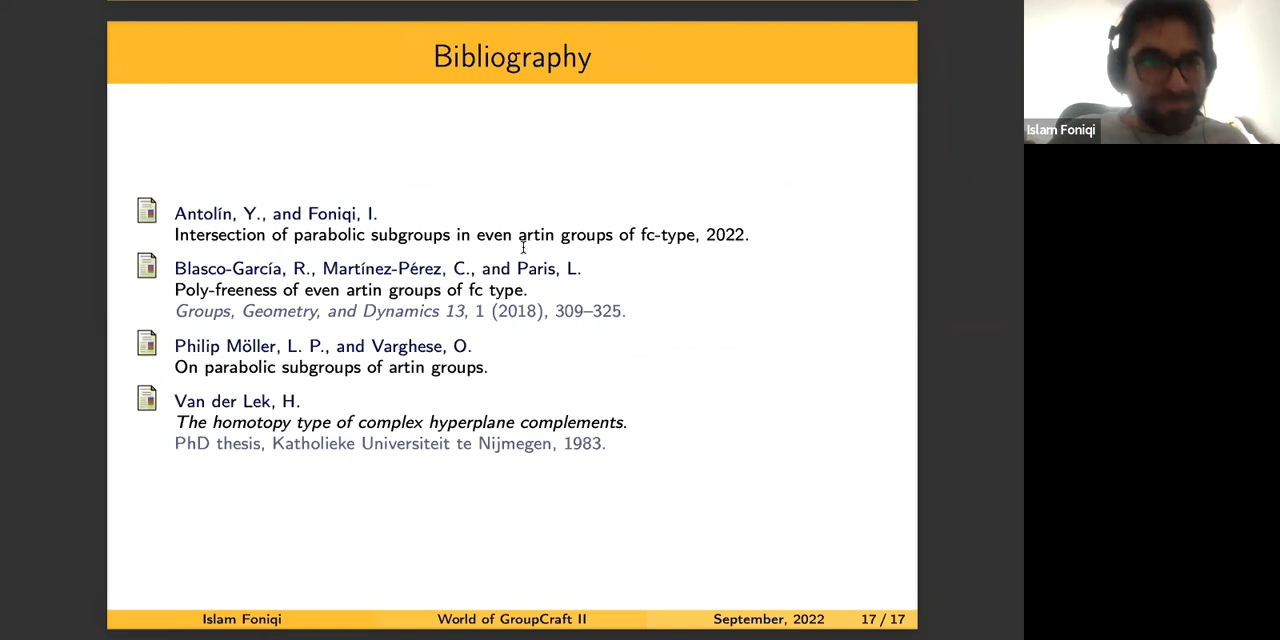 Bibliography
Antolín, Y., and Foniqi, I.
Intersection of parabolic subgroups in even artin groups of fc-type, 2022.
Blasco-García, R., Martínez-Pérez, C., and Paris, L.
Poly-freeness of even artin groups of fc type.
Groups, Geometry, and Dynamics 13, 1 (2018), 309–325.
Philip Möller, L. P., and Varghese, O.
On parabolic subgroups of artin groups.
Van der Lek, H.
The homotopy type of complex hyperplane complements.
PhD thesis, Katholieke Universiteit te Nijmegen, 1983.
Islam Foniqi World of GroupCraft II September, 2022 17 / 17
Islam Foniqi